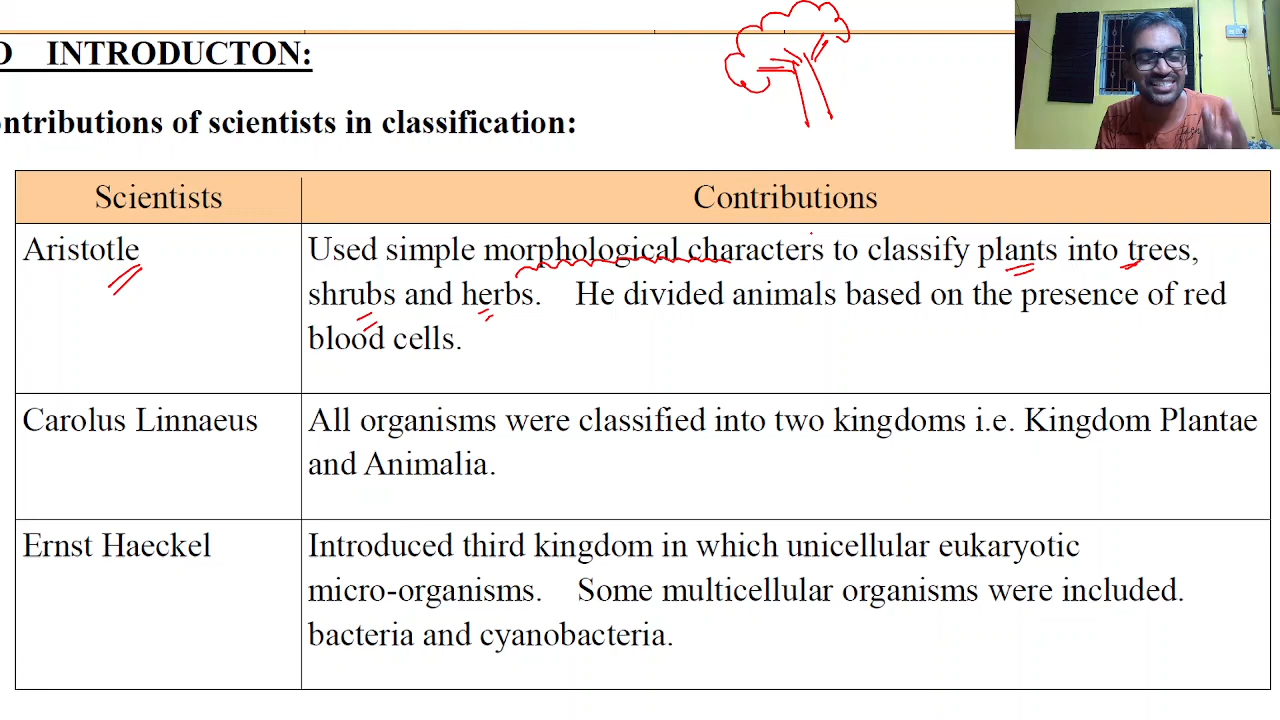 INTRODUCTON:
ontributions of scientists in classification:
Scientists
Contributions
Aristotle
Used simple morphological characters to classify plants into trees,
shrubs and herbs. He divided animals based on the presence of red
blood cells.
Carolus Linnaeus
All organisms were classified into two kingdoms i.e. Kingdom Plantae
and Animalia.
Ernst Haeckel
Introduced third kingdom in which unicellular eukaryotic
micro-organisms. Some multicellular organisms were included.
bacteria and cyanobacteria.